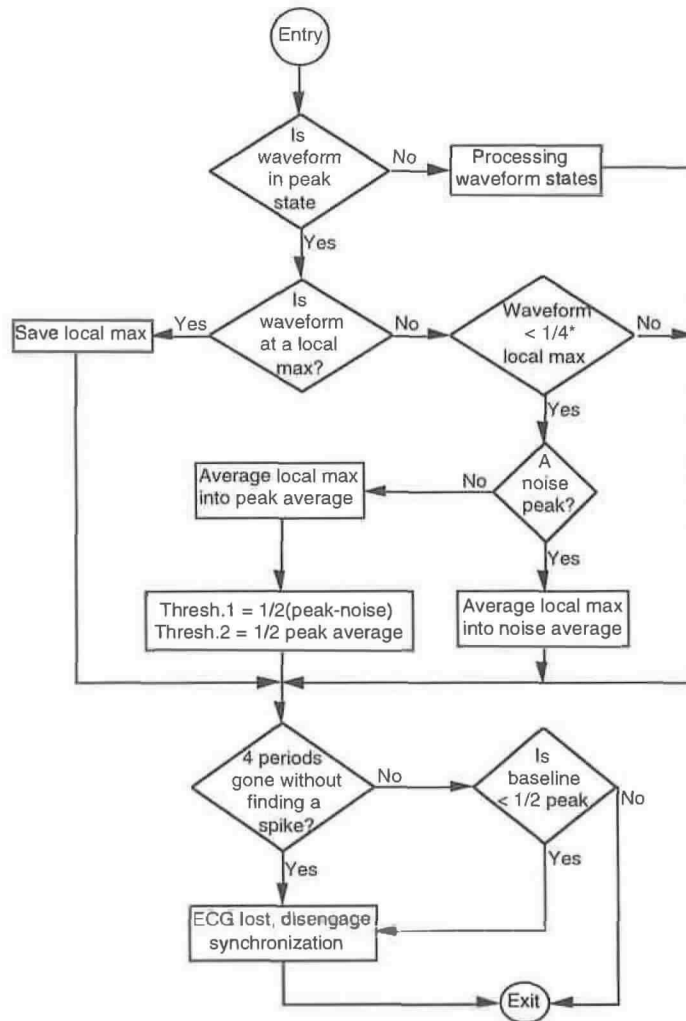 Entry
Is
waveform
in peak
state
No
Processing
waveform states
Yes
Save local max
Yes
Is
waveform
at a local
max?
No
Waveform
< 1/4*
local max
No
Yes
Average local max
into peak average
No
A
noise
peak?
Yes
Thresh.1 = 1/2(peak-noise)
Thresh.2 = 1/2 peak average
Average local max
into noise average
4 periods
gone without
finding a
spike?
No
Is
baseline
< 1/2 peak
No
Yes
Yes
ECG lost, disengage
synchronization
Exit